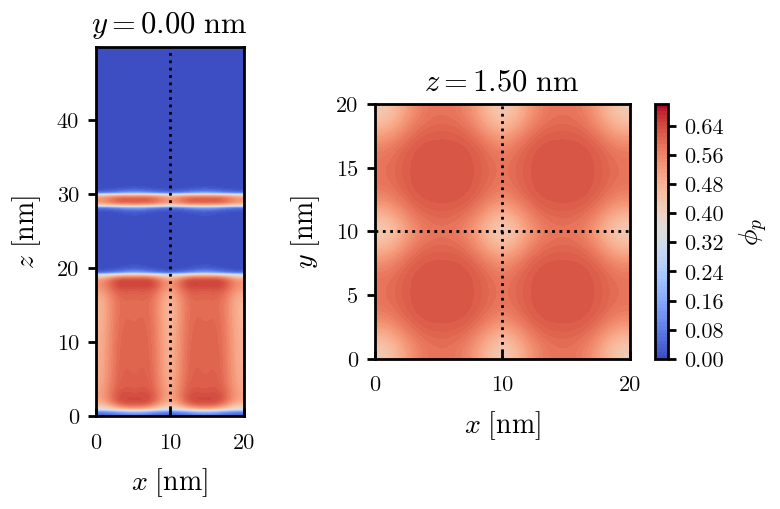 y = 0.00 nm
40
30
20
10
0
z [nm]
0 10 20
x [nm]
z = 1.50 nm
20
15
10
5
0
y [nm]
0 10 20
x [nm]
0.64
0.56
0.48
0.40
0.32
0.24
0.16
0.08
0.00
ϕp